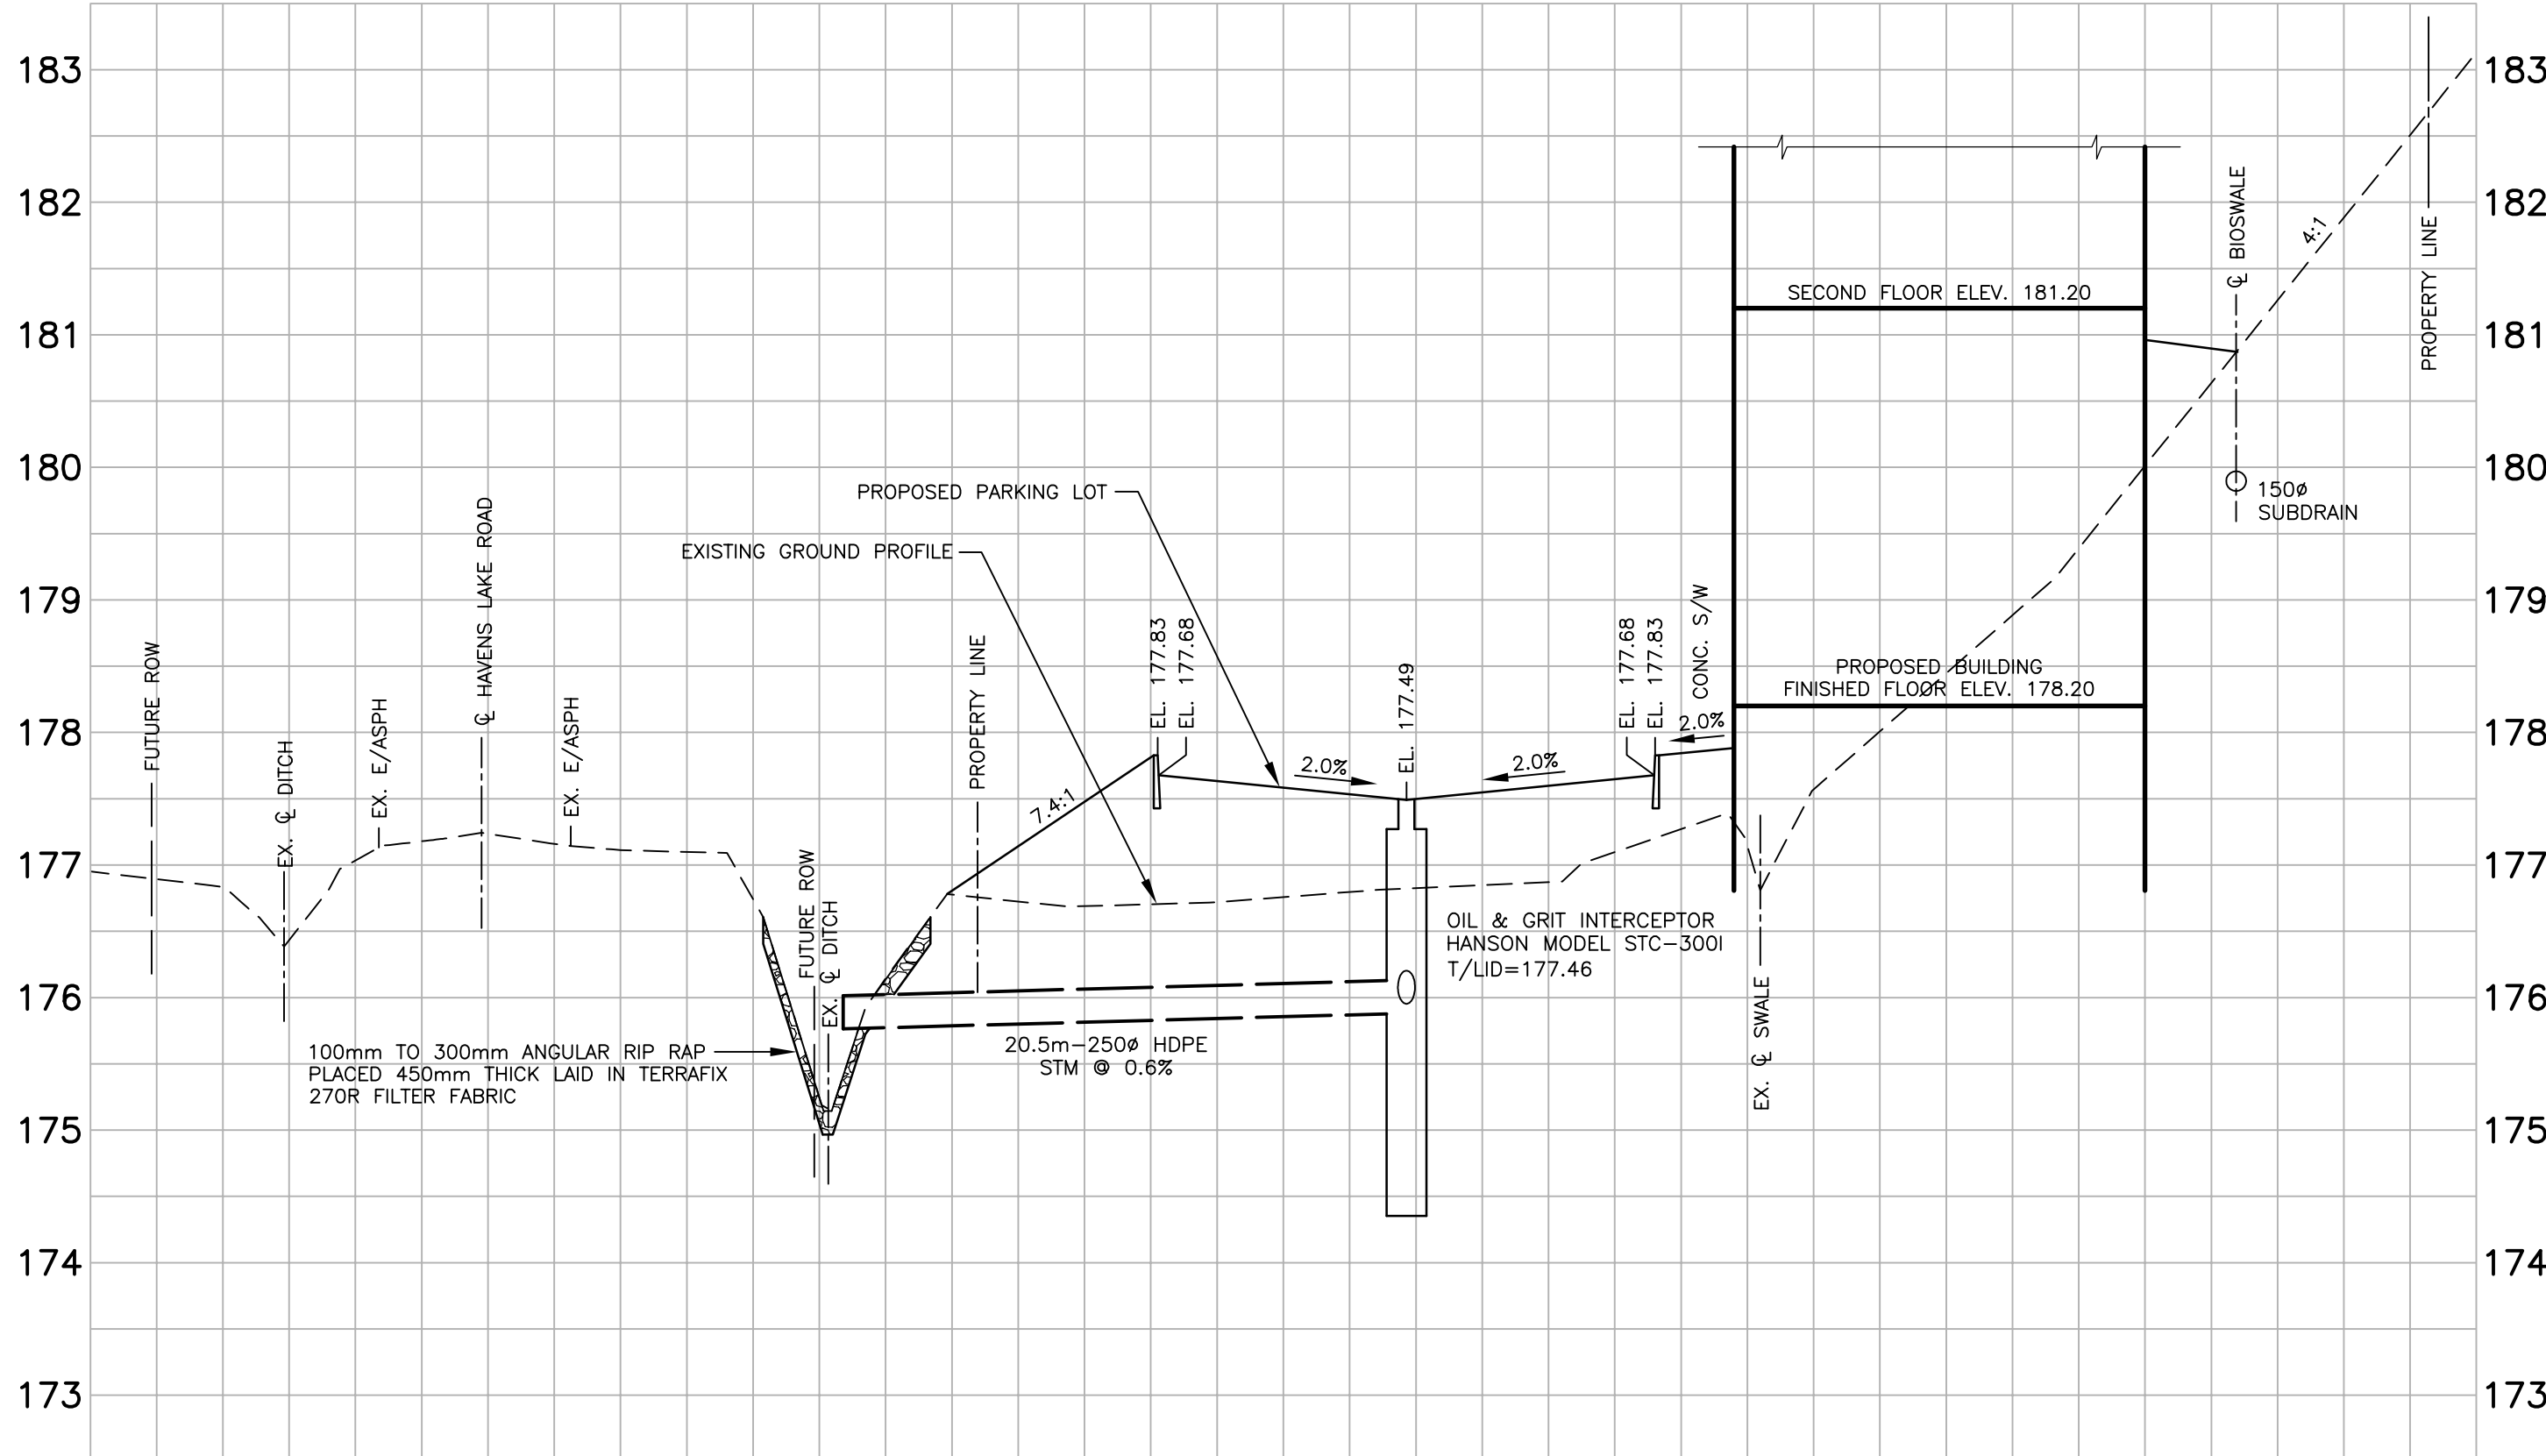 183
182
181
180
179
178
177
176
175
174
173
183
182
181
180
179
178
177
176
175
174
173
FUTURE ROW
EX. ℄ DITCH
EX. E/ASPH
℄ HAVENS LAKE ROAD
EX. E/ASPH
FUTURE ROW
EX. ℄ DITCH
PROPERTY LINE
PROPOSED PARKING LOT
EXISTING GROUND PROFILE
7.4:1
EL. 177.83
EL. 177.68
2.0%
EL. 177.49
2.0%
EL. 177.68
EL. 177.83
CONC. S/W
2.0%
SECOND FLOOR ELEV. 181.20
PROPOSED BUILDING
FINISHED FLOOR ELEV. 178.20
℄ BIOSWALE
4:1
PROPERTY LINE
150ø
SUBDRAIN
OIL & GRIT INTERCEPTOR
HANSON MODEL STC-300I
T/LID=177.46
EX. ℄ SWALE
100mm TO 300mm ANGULAR RIP RAP
PLACED 450mm THICK LAID IN TERRAFIX
270R FILTER FABRIC
20.5m-250ø HDPE
STM @ 0.6%